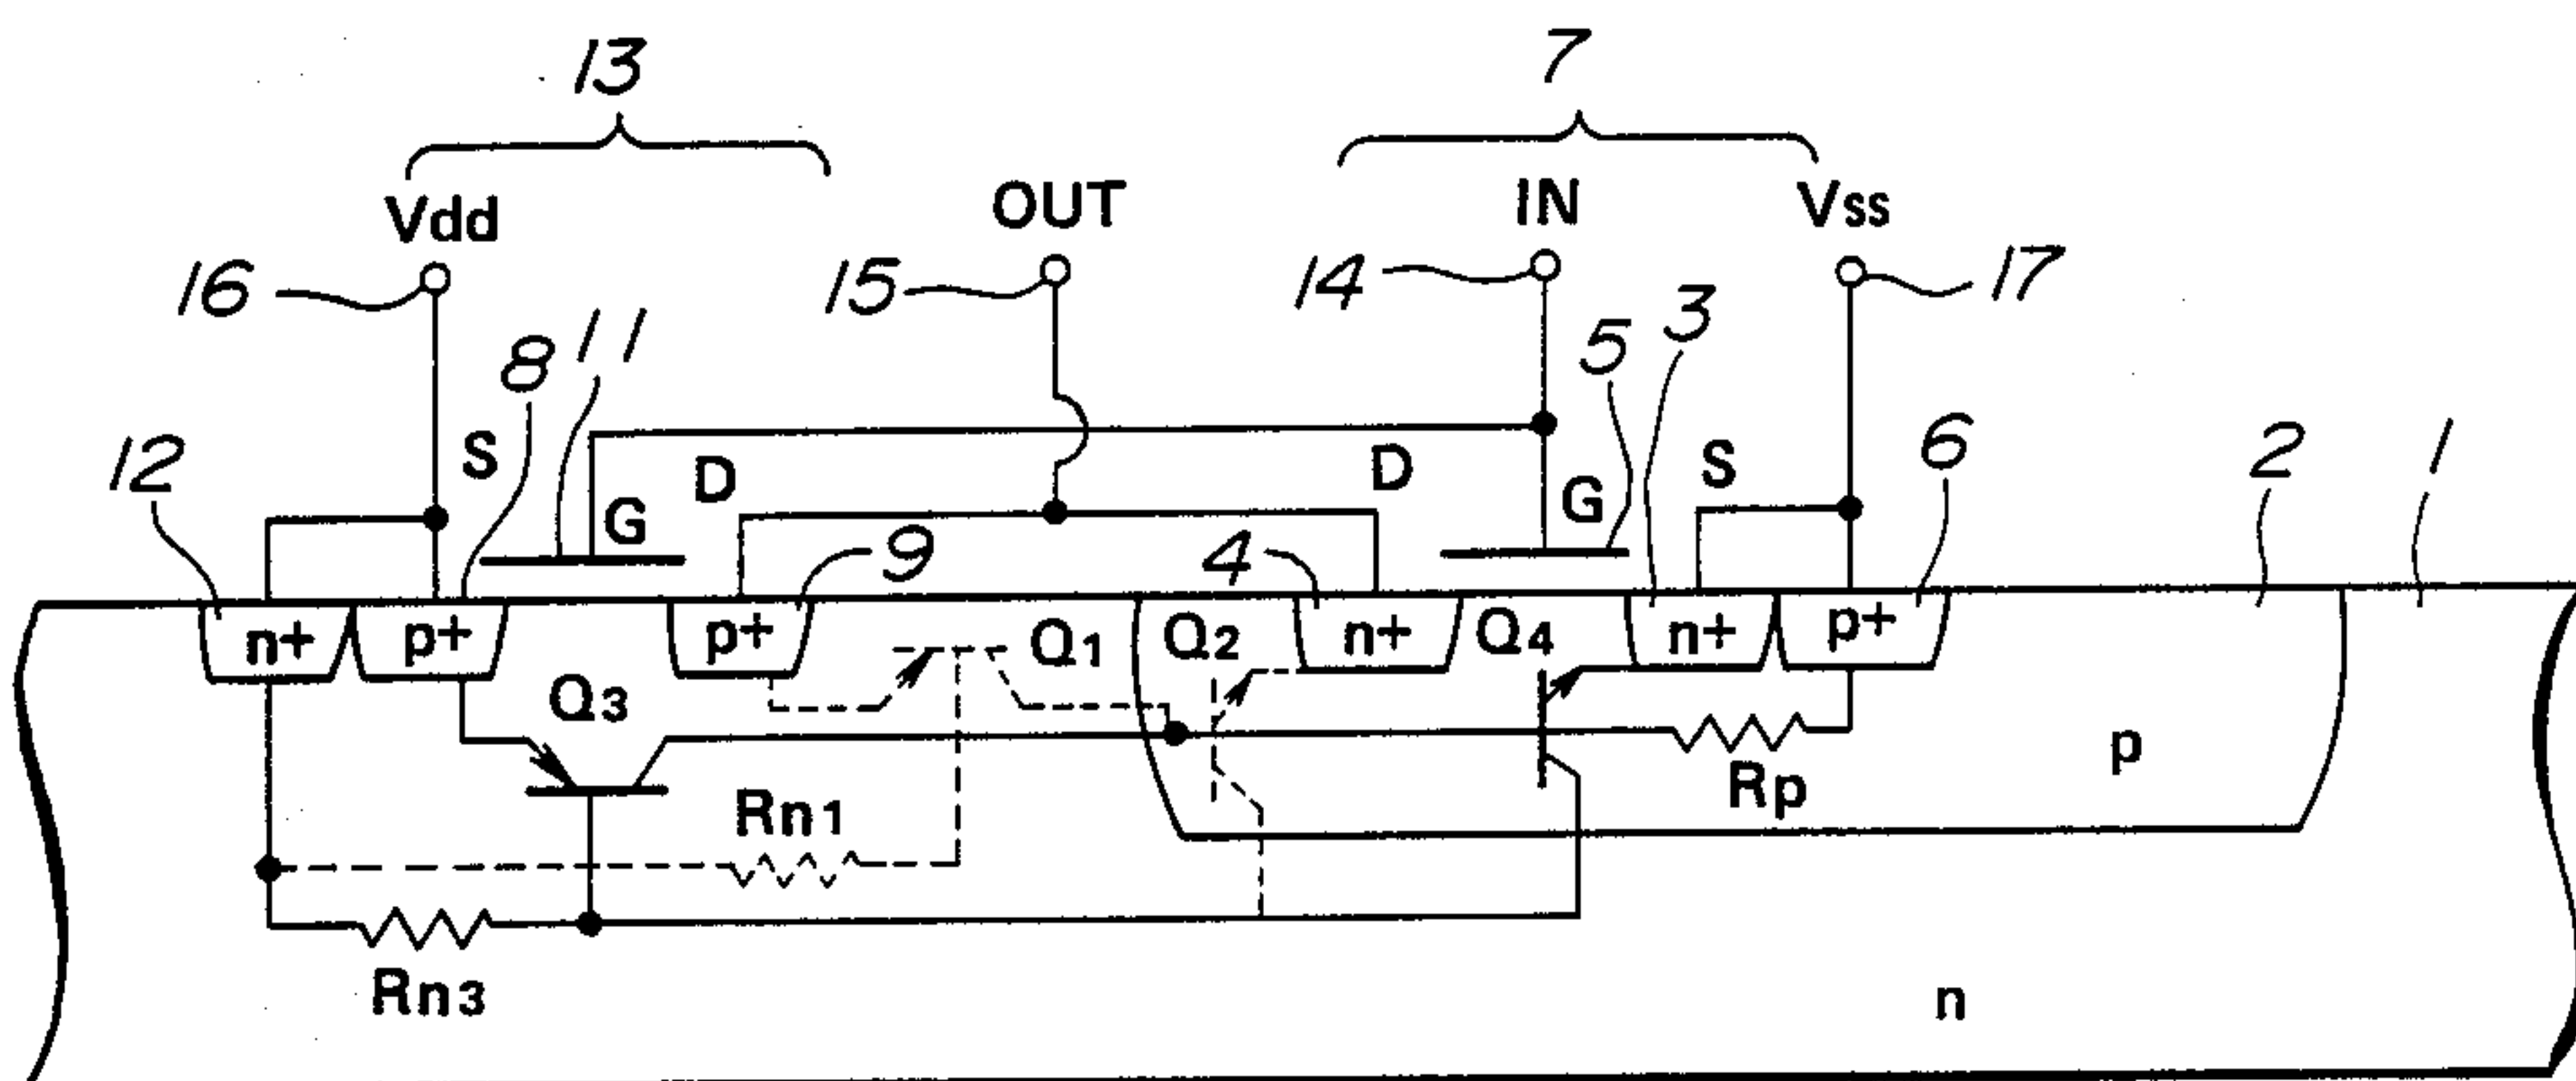 13 7
Vdd OUT IN Vss
16 15 14 17
8 11 5 3
12 S D D S 6 2 1
G G
9 4
n+ p+ p+ Q1 Q2 n+ Q4 n+ p+
Q3
Rn1 Rp p
Rn3 n